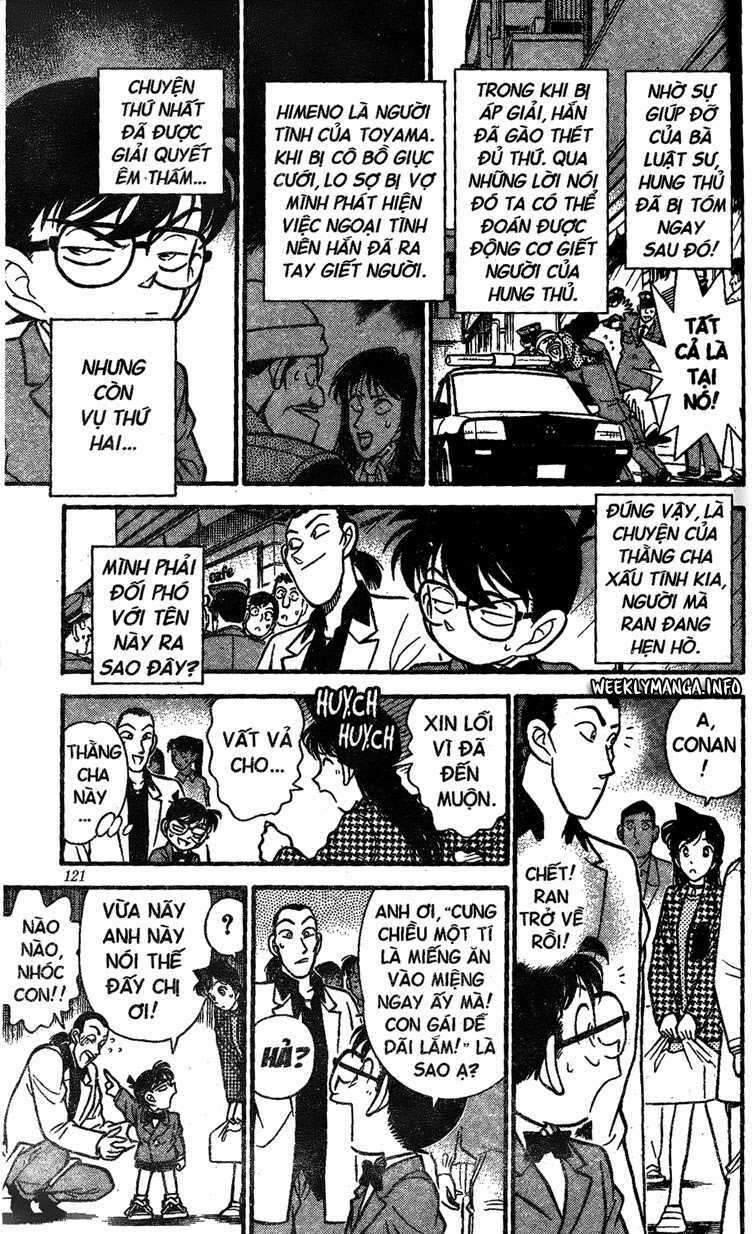 NHỜ SỰ
GIÚP ĐỠ
CỦA BÀ
LUẬT SƯ,
HUNG THỦ
ĐÃ BỊ TÓM
NGAY
SAU ĐÓ!
TẤT
CẢ LÀ
TẠI
NÓ!
TRONG KHI BỊ
ÁP GIẢI, HẮN
ĐÃ GÀO THÉT
ĐỦ THỨ. QUA
NHỮNG LỜI NÓI
ĐÓ TA CÓ THỂ
ĐOÁN ĐƯỢC
ĐỘNG CƠ GIẾT
NGƯỜI CỦA
HUNG THỦ.
HIMENO LÀ NGƯỜI
TÌNH CỦA TOYAMA.
KHI BỊ CÔ BỒ GIỤC
CƯỚI, LO SỢ BỊ VỢ
MÌNH PHÁT HIỆN
VIỆC NGOẠI TÌNH
NÊN HẮN ĐÃ RA
TAY GIẾT NGƯỜI.
CHUYỆN
THỨ NHẤT
ĐÃ ĐƯỢC
GIẢI QUYẾT
ÊM THẤM...
NHƯNG
CÒN
VỤ THỨ
HAI...
ĐÚNG VẬY, LÀ
CHUYỆN CỦA
THẰNG CHA
XẤU TÍNH KIA,
NGƯỜI MÀ
RAN ĐANG
HẸN HÒ.
Cafe
MÌNH PHẢI
ĐỐI PHÓ
VỚI TÊN
NÀY RA
SAO ĐÂY?
WEEKLYMANGA.INFO
A,
CONAN
!
CHẾT!
RAN
TRỞ VỀ
RỒI!
XIN LỖI
VÌ ĐÃ
ĐẾN
MUỘN.
HUỴCH
HUỴCH
VẤT VẢ
CHO...
THẰNG
CHA
NÀY
...
121
ANH ƠI, "CƯNG
CHIỀU MỘT TÍ
LÀ MIẾNG ĂN
VÀO MIỆNG
NGAY ẤY MÀ!
CON GÁI DỄ
DÃI LẮM!" LÀ
SAO Ạ?
HẢ?
?
VỪA NÃY
ANH NÀY
NÓI THẾ
ĐẤY CHỊ
ƠI!
NÀO
NÀO,
NHÓC
CON!!